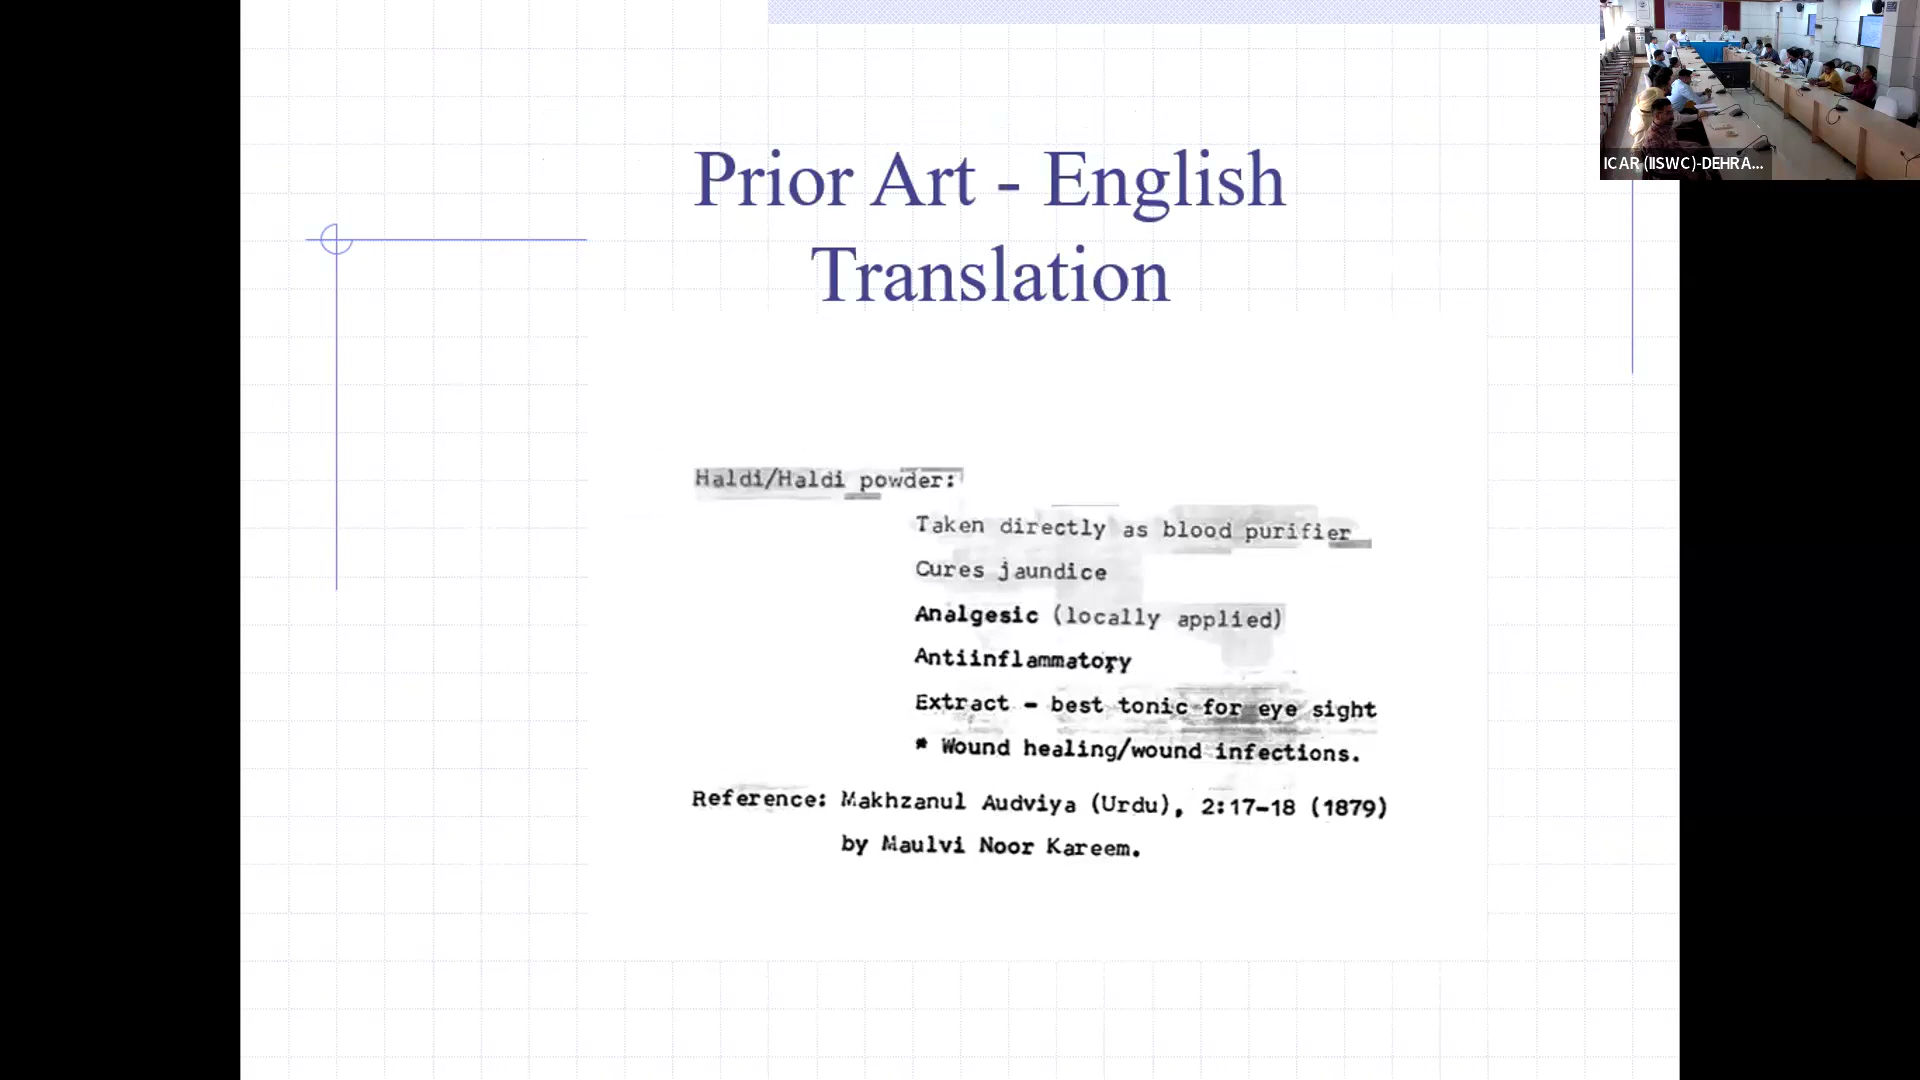 Prior Art - English
Translation
ICAR (IISWC)-DEHRA...
Haldi/Haldi powder:
Taken directly as blood purifier
Cures jaundice
Analgesic (locally applied)
Antiinflammatory
Extract - best tonic for eye sight
* Wound healing/wound infections.
Reference: Makhzanul Audviya (Urdu), 2:17-18 (1879)
by Maulvi Noor Kareem.